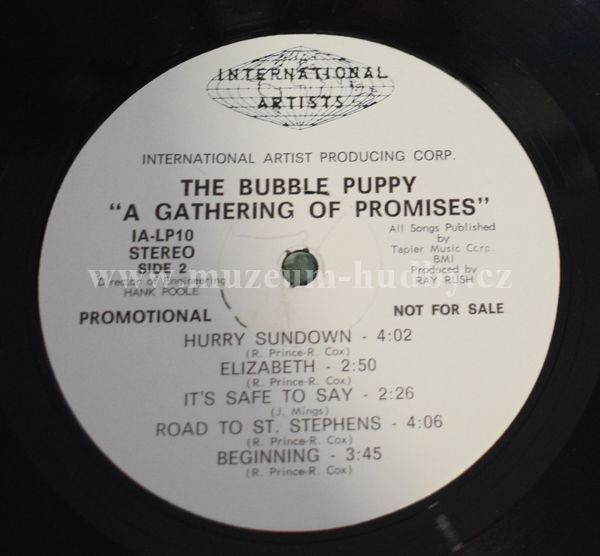 INTERNATIONAL
ARTISTS
INTERNATIONAL ARTIST PRODUCING CORP.
THE BUBBLE PUPPY
"A GATHERING OF PROMISES"
IA-LP10
STEREO
SIDE 2
Director of Engineering
HANK POOLE
All Songs Published
by
Tapier Music Corp.
BMI
Produced by
RAY RUSH
www.muzeum-hudby.cz
PROMOTIONAL
NOT FOR SALE
HURRY SUNDOWN - 4:02
(R. Prince-R. Cox)
ELIZABETH - 2:50
(R. Prince-R. Cox)
IT'S SAFE TO SAY - 2:26
(J. Mings)
ROAD TO ST. STEPHENS - 4:06
(R. Prince-R. Cox)
BEGINNING - 3:45
(R. Prince-R. Cox)